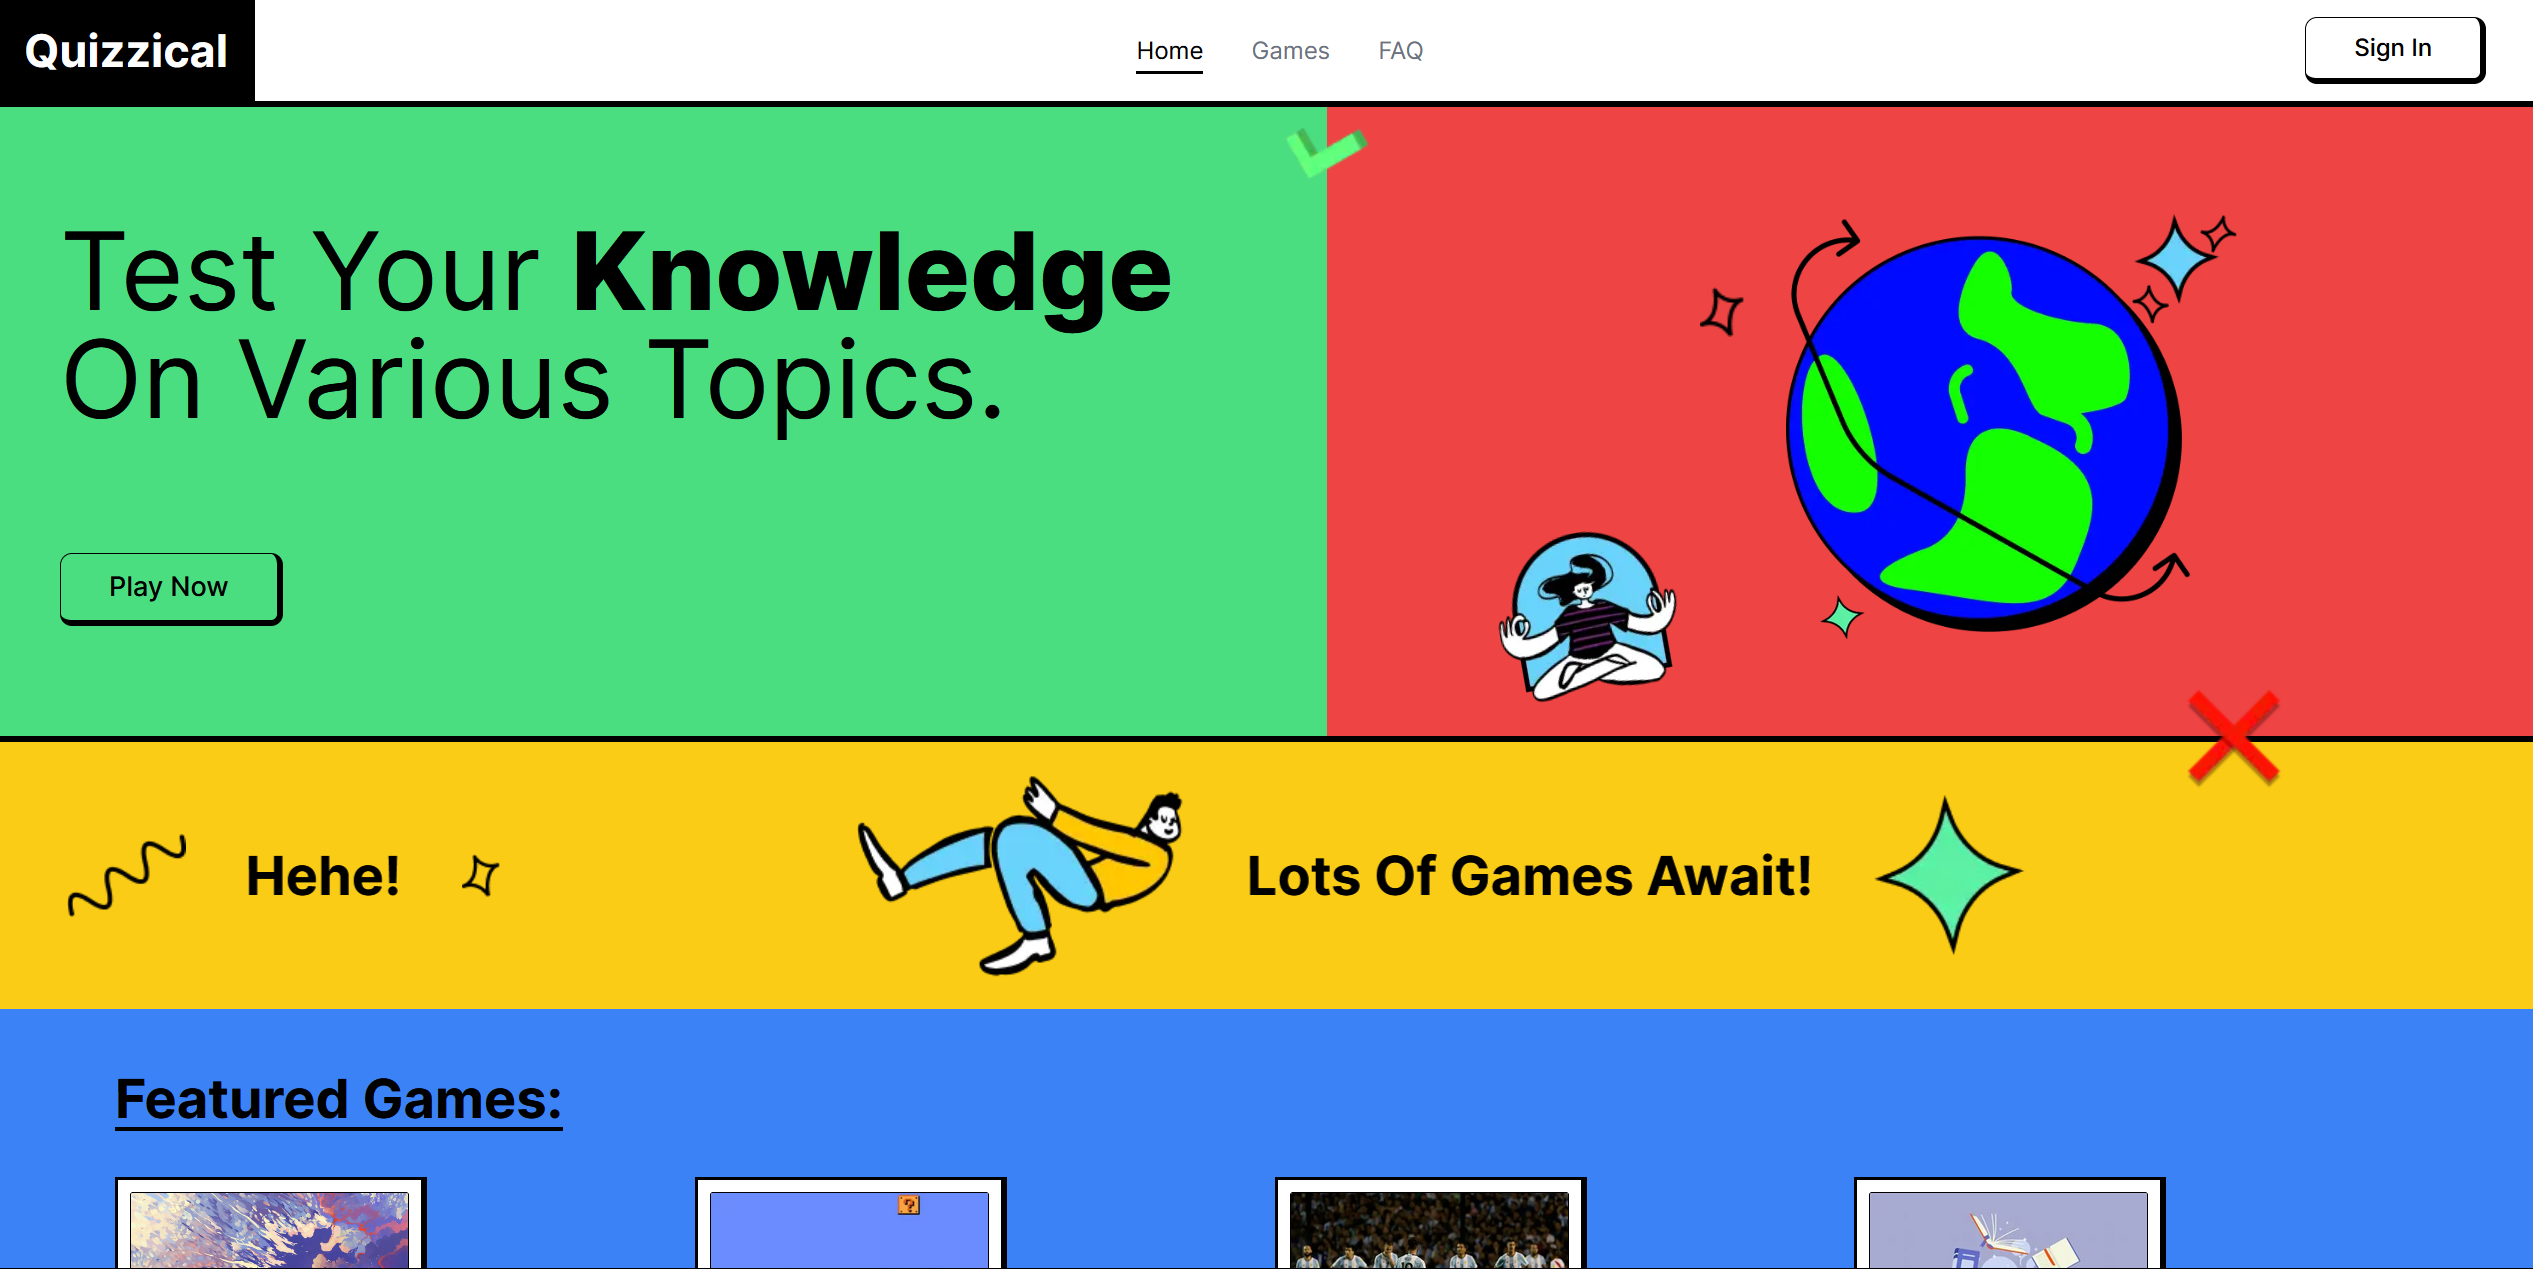 Quizzical
Home Games FAQ
Sign In
Test Your Knowledge
On Various Topics.
Play Now
Hehe!
Lots Of Games Await!
Featured Games:
?